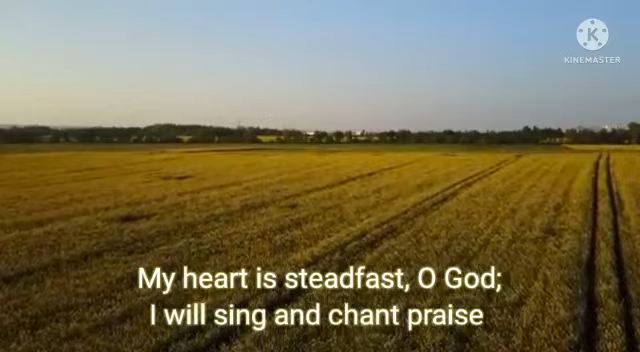 K
KINEMASTER
My heart is steadfast, O God;
I will sing and chant praise